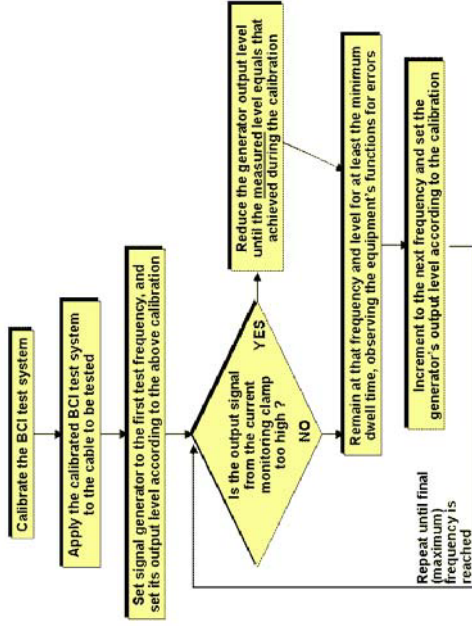 Calibrate the BCI test system
Apply the calibrated BCI test system
to the cable to be tested
Set signal generator to the first test frequency, and
set its output level according to the above calibration
Is the output signal
from the current
monitoring clamp
too high ?
YES
NO
Reduce the generator output level
until the measured level equals that
achieved during the calibration
Remain at that frequency and level for at least the minimum
dwell time, observing the equipment's functions for errors
Increment to the next frequency and set the
generator's output level according to the calibration
Repeat until final
(maximum)
frequency is
reached